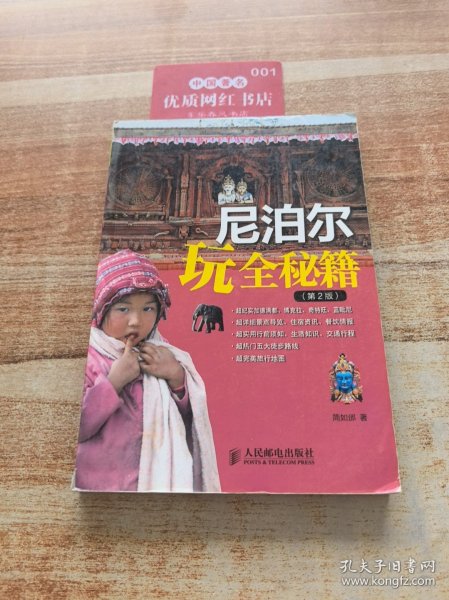 001
中国著名
优质网红书店
尼泊尔
玩全秘籍
(第2版)
·超纪实加德满都、博克拉、奇特旺、蓝毗尼
·超详细景点导览、住宿资讯、餐饮情报
·超实用行前须知、生活知识、交通行程
·超热门五大徒步路线
·超完美旅行地图
周如邠 著
人民邮电出版社
POSTS & TELECOM PRESS
孔夫子旧书网
www.kongfz.com